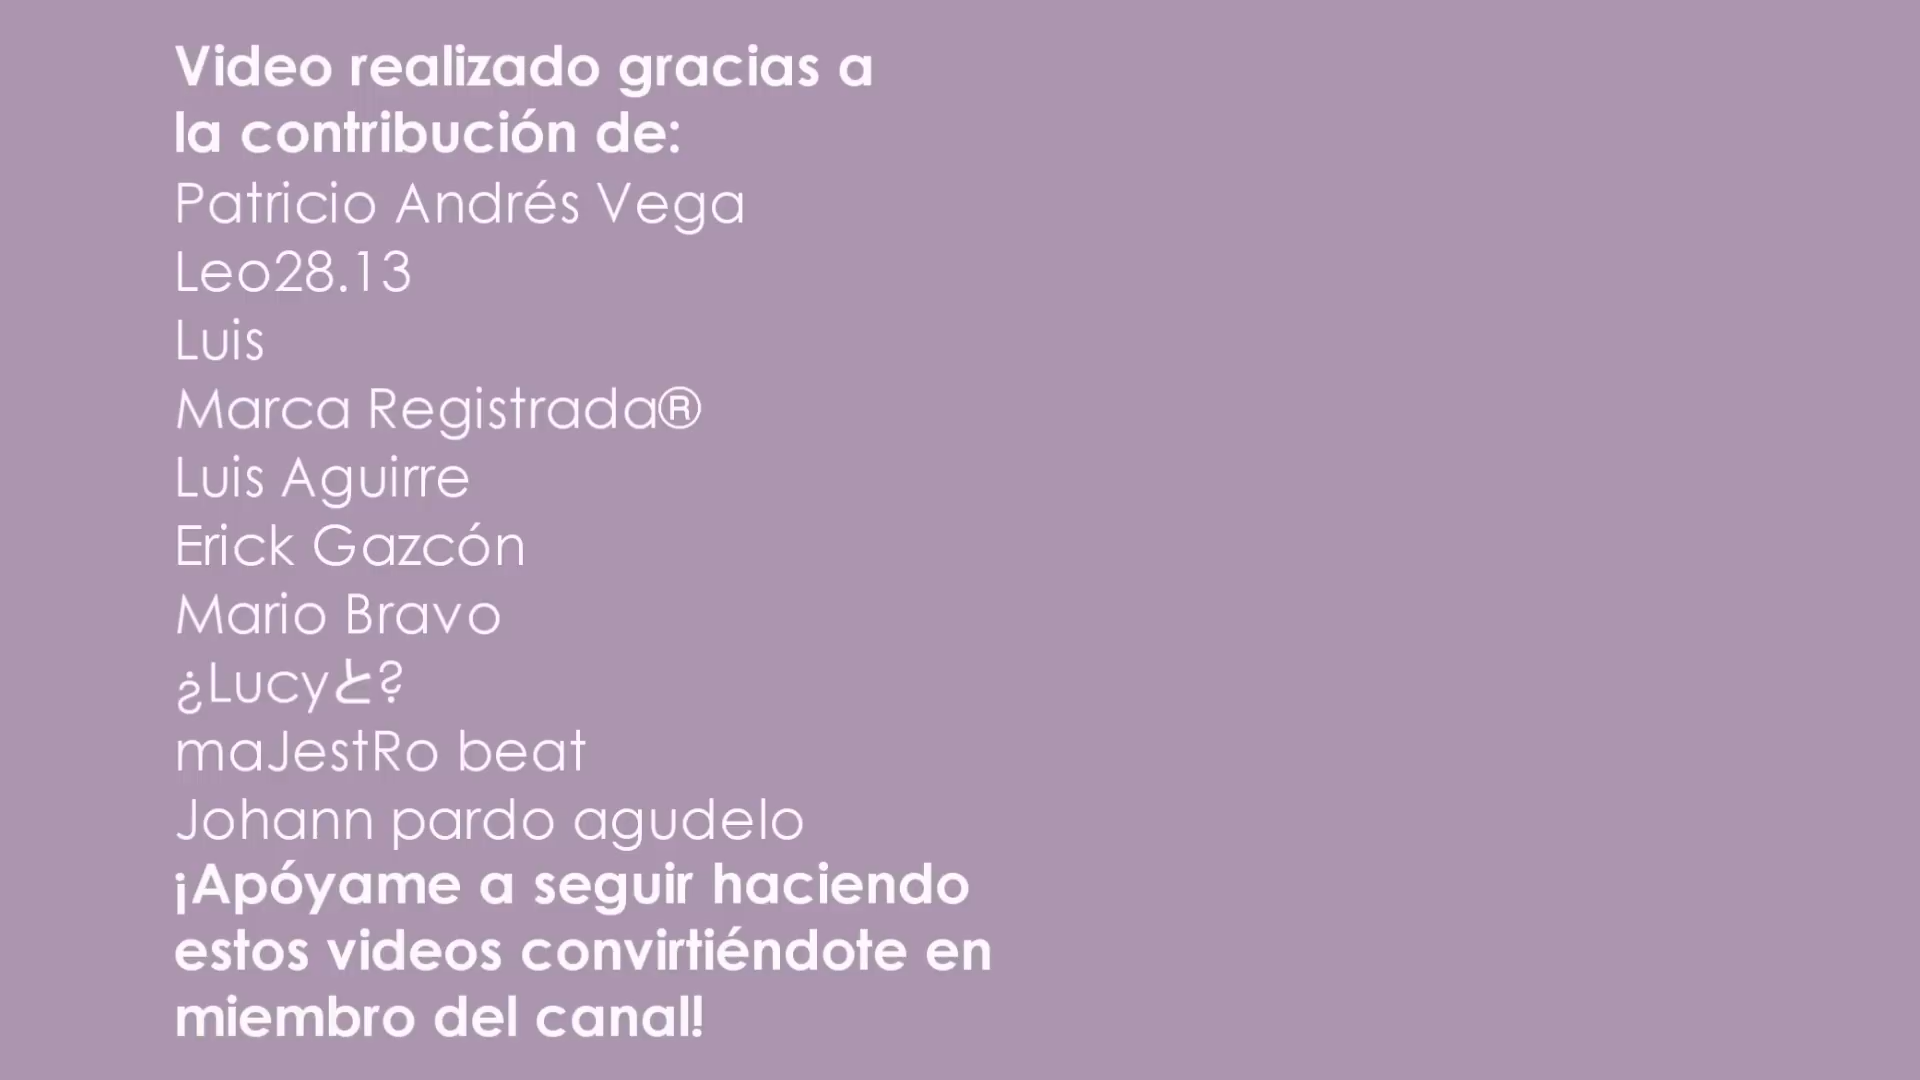 Video realizado gracias a
la contribución de:
Patricio Andrés Vega
Leo28.13
Luis
Marca Registrada®
Luis Aguirre
Erick Gazcón
Mario Bravo
¿Lucyと?
maJestRo beat
Johann pardo agudelo
¡Apóyame a seguir haciendo
estos videos convirtiéndote en
miembro del canal!